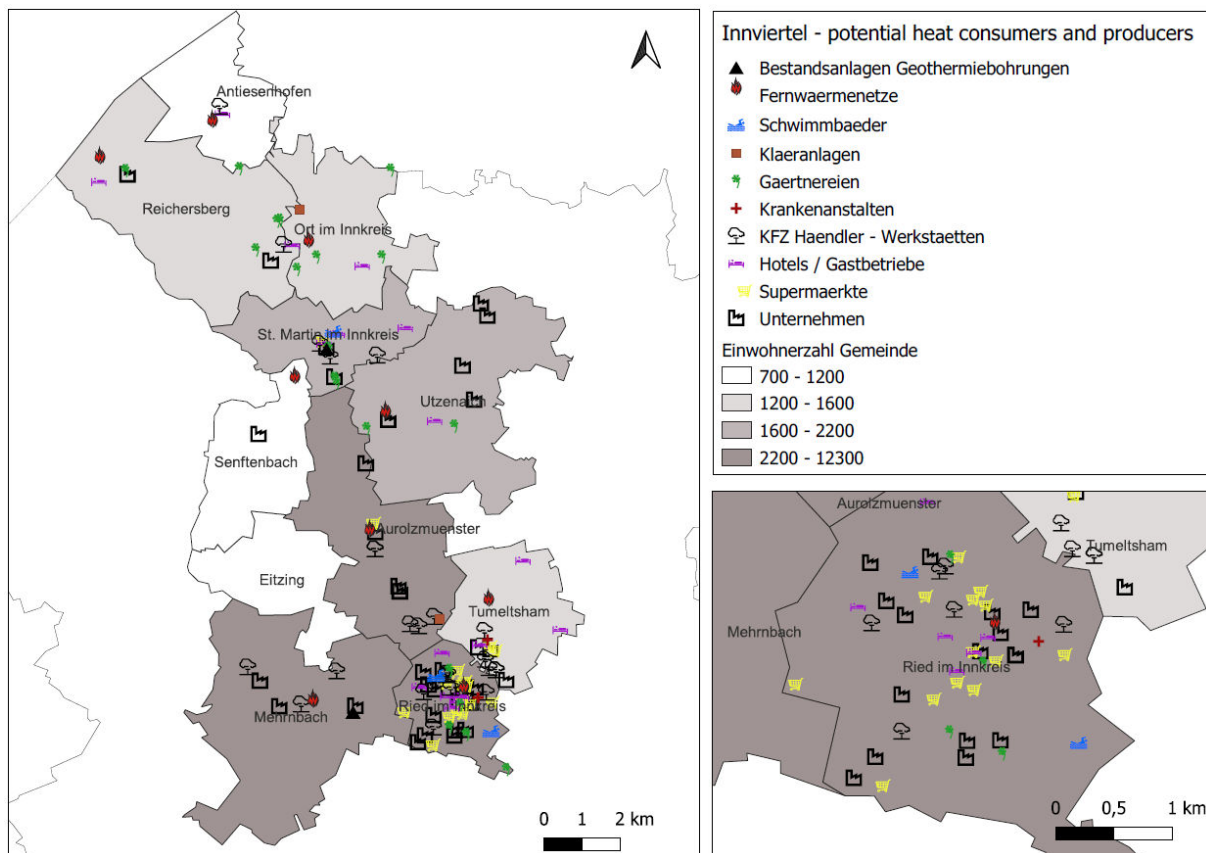 Antiesenhofen
Reichersberg
Ort im Innkreis
St. Martin im Innkreis
Utzenaich
Senftenbach
Aurolzmuenster
Eitzing
Tumeltsham
Mehrnbach
Ried im Innkreis
0 1 2 km
Innviertel - potential heat consumers and producers
Bestandsanlagen Geothermiebohrungen
Fernwaermenetze
Schwimmbaeder
Klaeranlagen
Gaertnereien
Krankenanstalten
KFZ Haendler - Werkstaetten
Hotels / Gastbetriebe
Supermaerkte
Unternehmen
Einwohnerzahl Gemeinde
700 - 1200
1200 - 1600
1600 - 2200
2200 - 12300
Aurolzmuenster
Tumeltsham
Mehrnbach
Ried im Innkreis
0 0,5 1 km